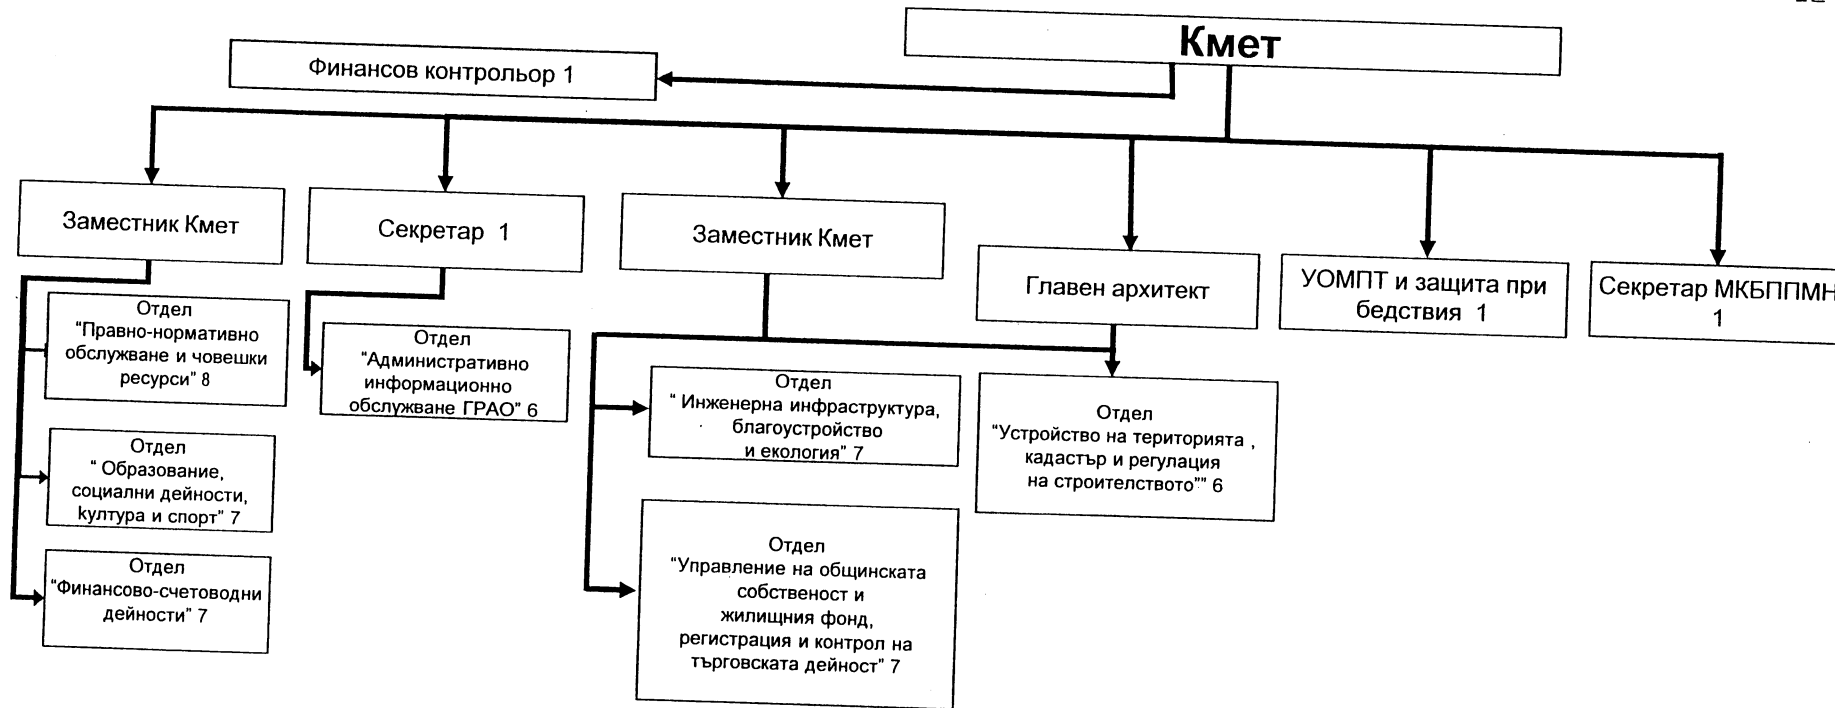 Кмет
Финансов контрольор 1
Заместник Кмет
Секретар 1
Заместник Кмет
Главен архитект
УОМПТ и защита при
бедствия 1
Секретар МКБППМН
1
Отдел
“Правно-нормативно
обслужване и човешки
ресурси” 8
Отдел
“Административно
информационно
обслужване ГРАО” 6
Отдел
“ Инженерна инфраструктура,
благоустройство
и екология” 7
Отдел
“Устройство на територията ,
кадастър и регулация
на строителството”” 6
Отдел
“ Образование,
социални дейности,
култура и спорт” 7
Отдел
“Финансово-счетоводни
дейности” 7
Отдел
“Управление на общинската
собственост и
жилищния фонд,
регистрация и контрол на
търговската дейност” 7